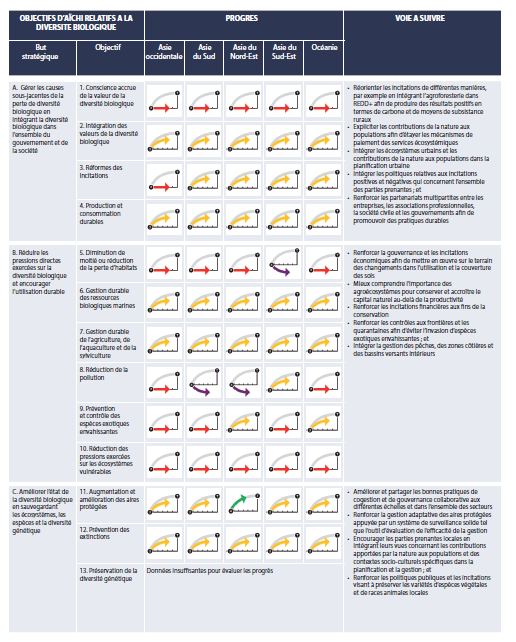 OBJECTIFS D'AÏCHI RELATIFS A LA
DIVERSITE BIOLOGIQUE
PROGRES
VOIE A SUIVRE
But
stratégique
Objectif
Asie
occidentale
Asie
du Sud
Asie du
Nord-Est
Asie du
Sud-Est
Océanie
A. Gérer les causes
sous-jacentes de la
perte de diversité
biologique en
intégrant la diversité
biologique dans
l'ensemble du
gouvernement et de
la société
1. Conscience accrue
de la valeur de la
diversité biologique
2. Intégration des
valeurs de la diversité
biologique
3. Réformes des
incitations
4. Production et
consommation
durables
• Réorienter les incitations de différentes manières,
par exemple en intégrant l'agroforesterie dans
REDD+ afin de produire des résultats positifs en
termes de carbone et de moyens de subsistance
ruraux
• Expliciter les contributions de la nature aux
populations afin d'étayer les mécanismes de
paiement des services écosystémiques
• Intégrer les écosystèmes urbains et les
contributions de la nature aux populations dans la
planification urbaine
• Intégrer les politiques relatives aux incitations
positives et négatives qui concernent l'ensemble
des parties prenantes ; et
• Renforcer les partenariats multipartites entre les
entreprises, les associations professionnelles,
la société civile et les gouvernements afin de
promouvoir des pratiques durables
B. Réduire les
pressions directes
exercées sur la
diversité biologique
et encourager
l'utilisation durable
5. Diminution de
moitié ou réduction
de la perte d'habitats
6. Gestion durable
des ressources
biologiques marines
7. Gestion durable
de l'agriculture, de
l'aquaculture et de la
sylviculture
8. Réduction de la
pollution
9. Prévention
et contrôle des
espèces exotiques
envahissantes
10. Réduction des
pressions exercées
sur les écosystèmes
vulnérables
• Renforcer la gouvernance et les incitations
économiques afin de mettre en œuvre sur le terrain
des changements dans l'utilisation et la couverture
des sols
• Mieux comprendre l'importance des
agroécosystèmes pour conserver et accroître le
capital naturel au-delà de la productivité
• Renforcer les incitations financières aux fins de la
conservation
• Renforcer les contrôles aux frontières et les
quarantaines afin d'éviter l'invasion d'espèces
exotiques envahissantes ; et
• Intégrer la gestion des pêches, des zones côtières et
des bassins versants intérieurs
C. Améliorer l'état de
la diversité biologique
en sauvegardant
les écosystèmes, les
espèces et la diversité
génétique
11. Augmentation et
amélioration des aires
protégées
12. Prévention des
extinctions
13. Préservation de la
diversité génétique
Données insuffisantes pour évaluer les progrès
• Améliorer et partager les bonnes pratiques de
cogestion et de gouvernance collaborative aux
différentes échelles et dans l'ensemble des secteurs
• Renforcer la gestion adaptative des aires protégées
appuyée par un système de surveillance solide tel
que l'outil d'évaluation de l'efficacité de la gestion
• Encourager les parties prenantes locales en
intégrant leurs vues concernant les contributions
apportées par la nature aux populations et des
contextes socio-culturels spécifiques dans la
planification et la gestion ; et
• Renforcer les politiques publiques et les incitations
visant à préserver les variétés d'espèces végétales
et de races animales locales